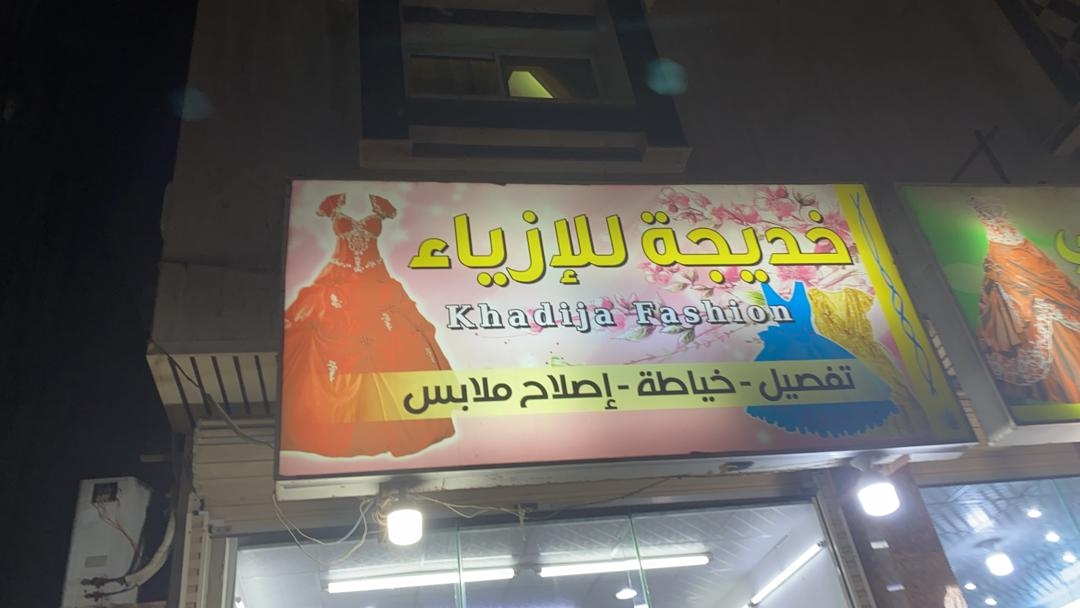 خديجة للإزياء
Khadija Fashion
تفصيل - خياطة - إصلاح ملابس